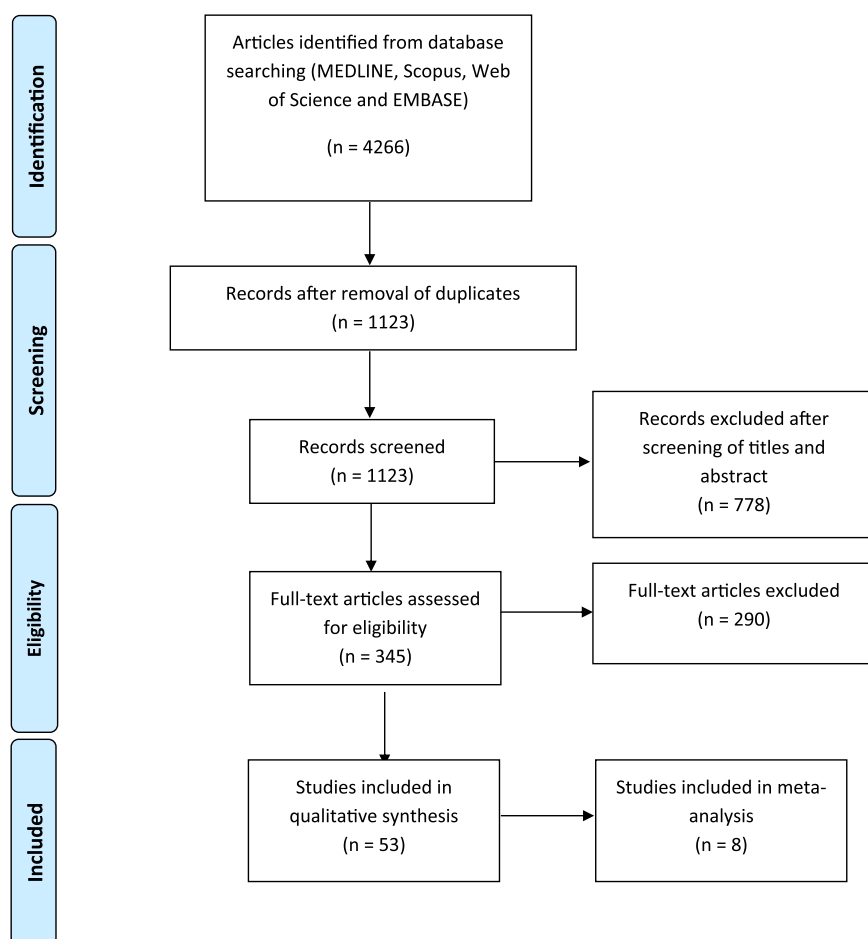 Identification
Articles identified from database
searching (MEDLINE, Scopus, Web
of Science and EMBASE)
(n = 4266)
Screening
Records after removal of duplicates
(n = 1123)
Records screened
(n = 1123)
Records excluded after
screening of titles and
abstract
(n = 778)
Eligibility
Full-text articles assessed
for eligibility
(n = 345)
Full-text articles excluded
(n = 290)
Included
Studies included in
qualitative synthesis
(n = 53)
Studies included in meta-
analysis
(n = 8)